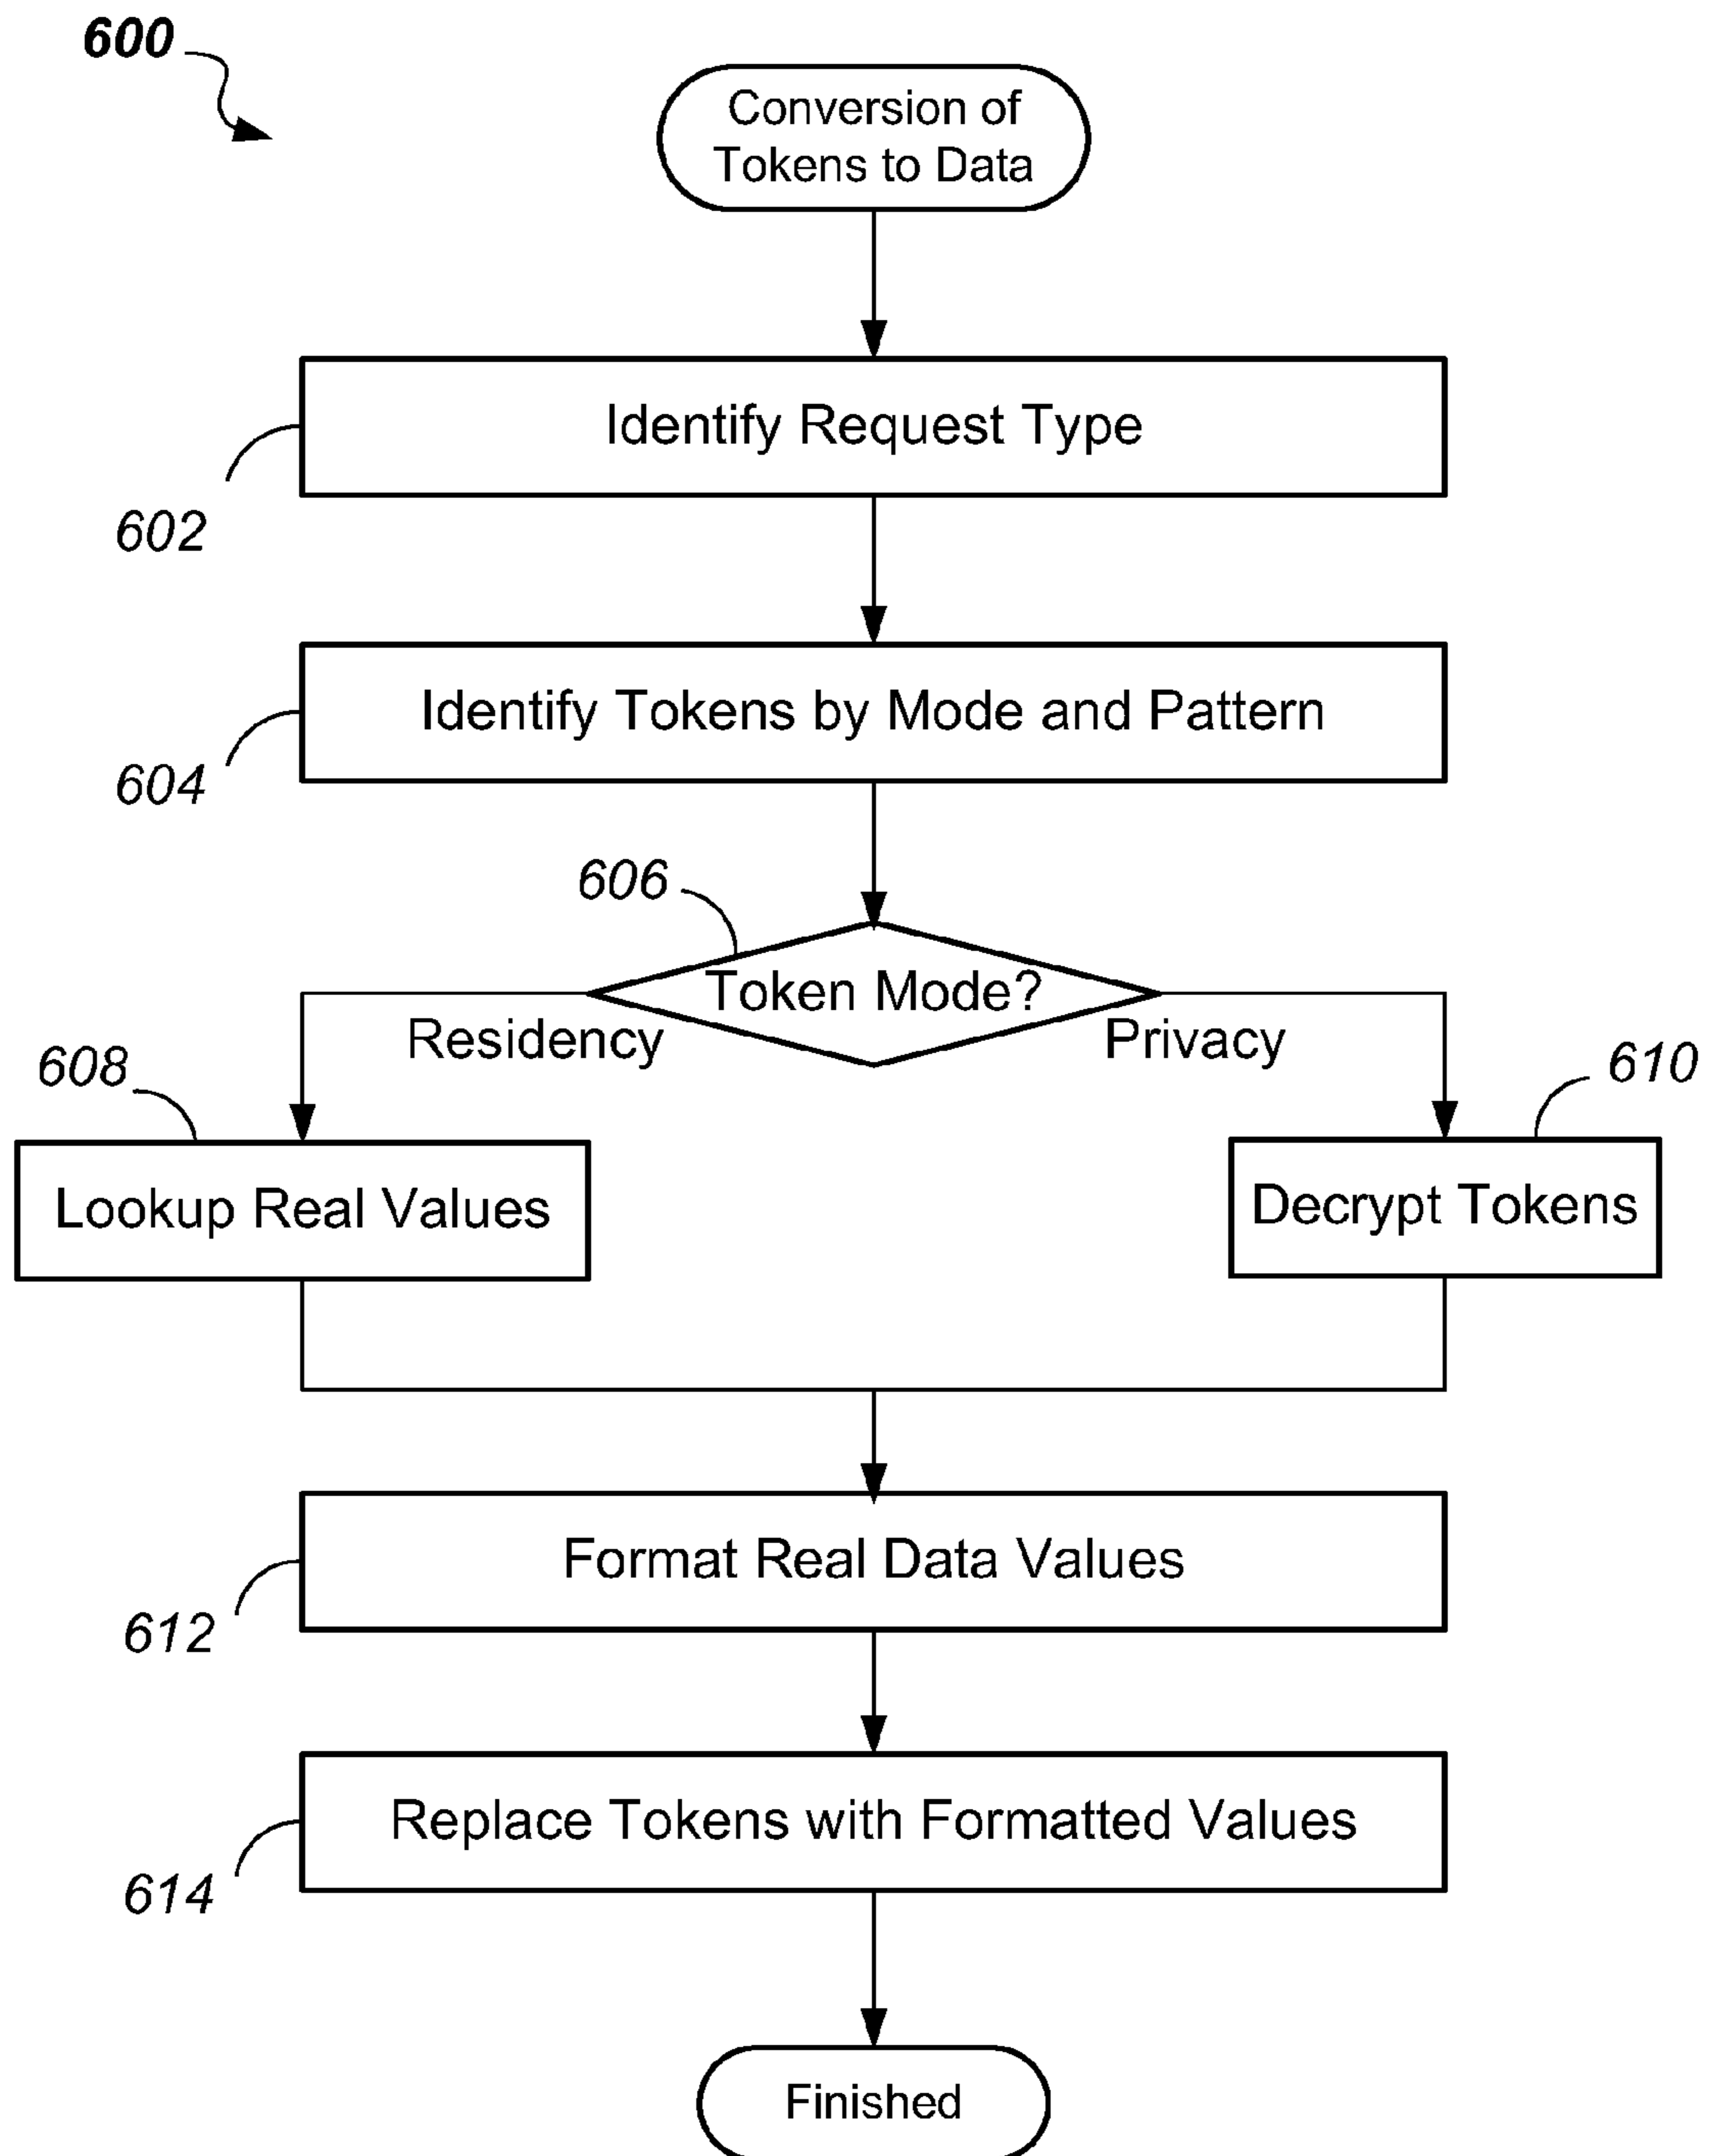 600
Conversion of
Tokens to Data
Identify Request Type
602
Identify Tokens by Mode and Pattern
604
606
Token Mode?
Residency
Privacy
608
610
Lookup Real Values
Decrypt Tokens
Format Real Data Values
612
Replace Tokens with Formatted Values
614
Finished